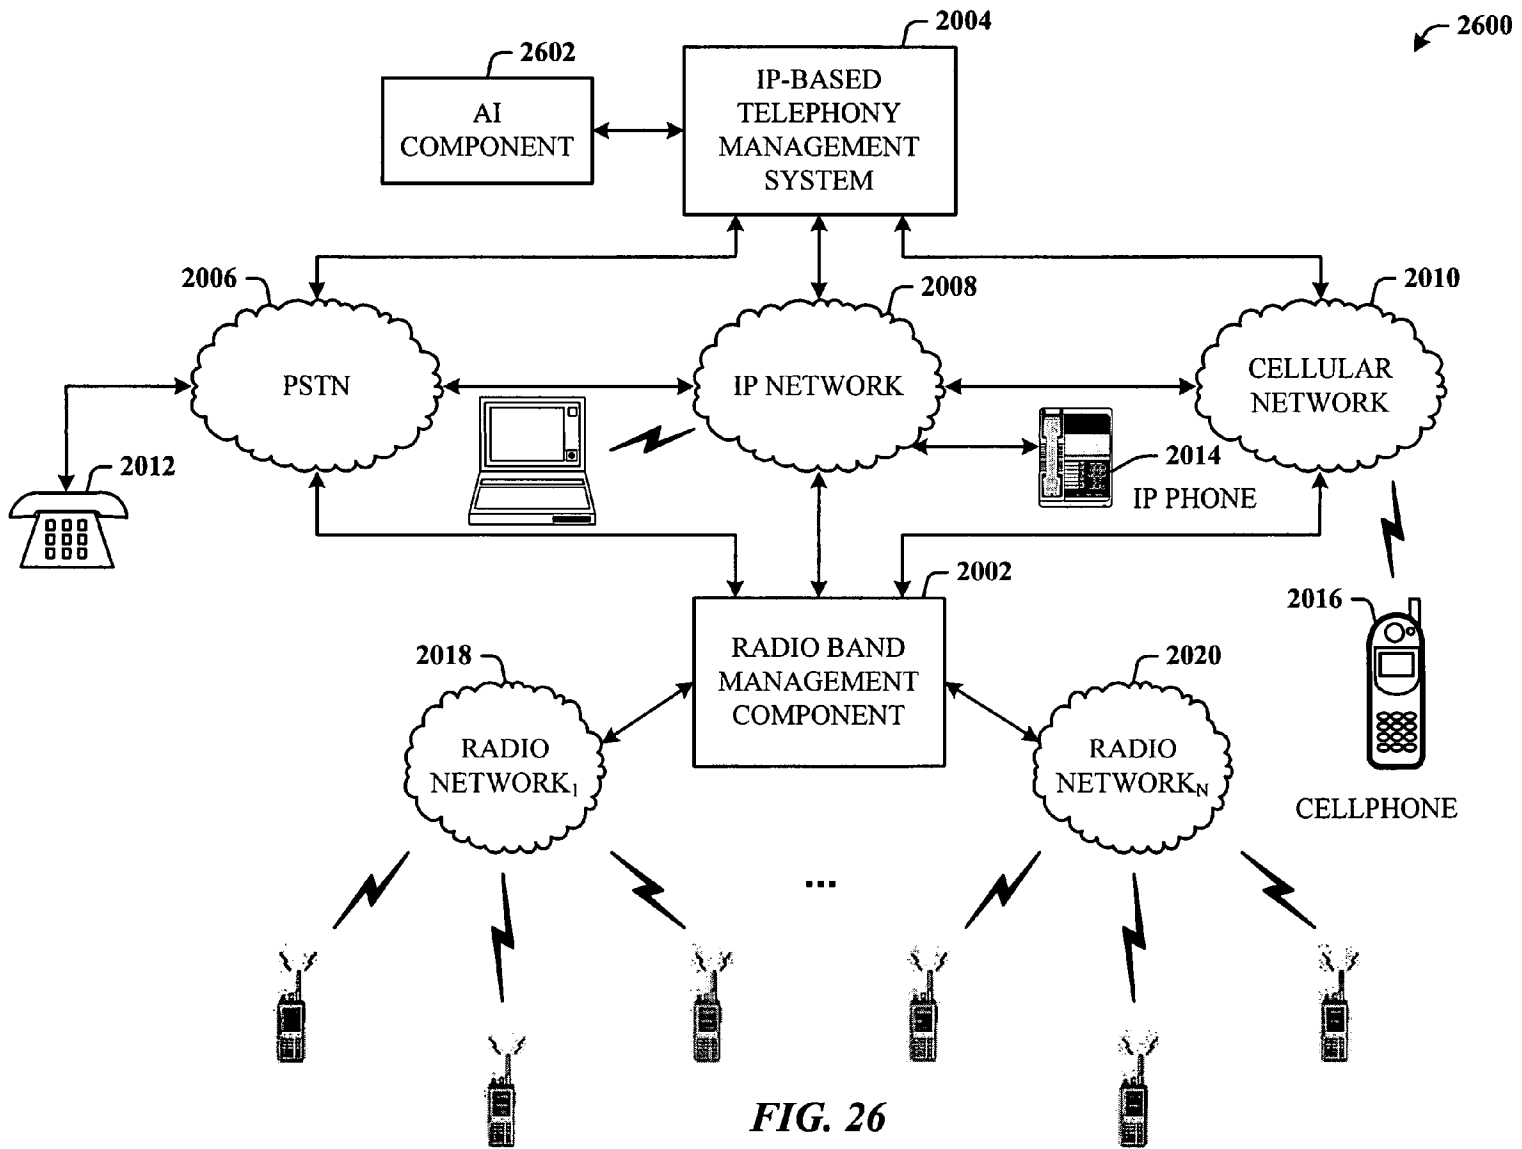 2004
2600
2602
IP-BASED
TELEPHONY
MANAGEMENT
SYSTEM
AI
COMPONENT
2006
2008
2010
PSTN
IP NETWORK
CELLULAR
NETWORK
2012
2014
IP PHONE
2002
2016
RADIO BAND
MANAGEMENT
COMPONENT
2018
2020
RADIO
NETWORK1
RADIO
NETWORKN
CELLPHONE
...
FIG. 26